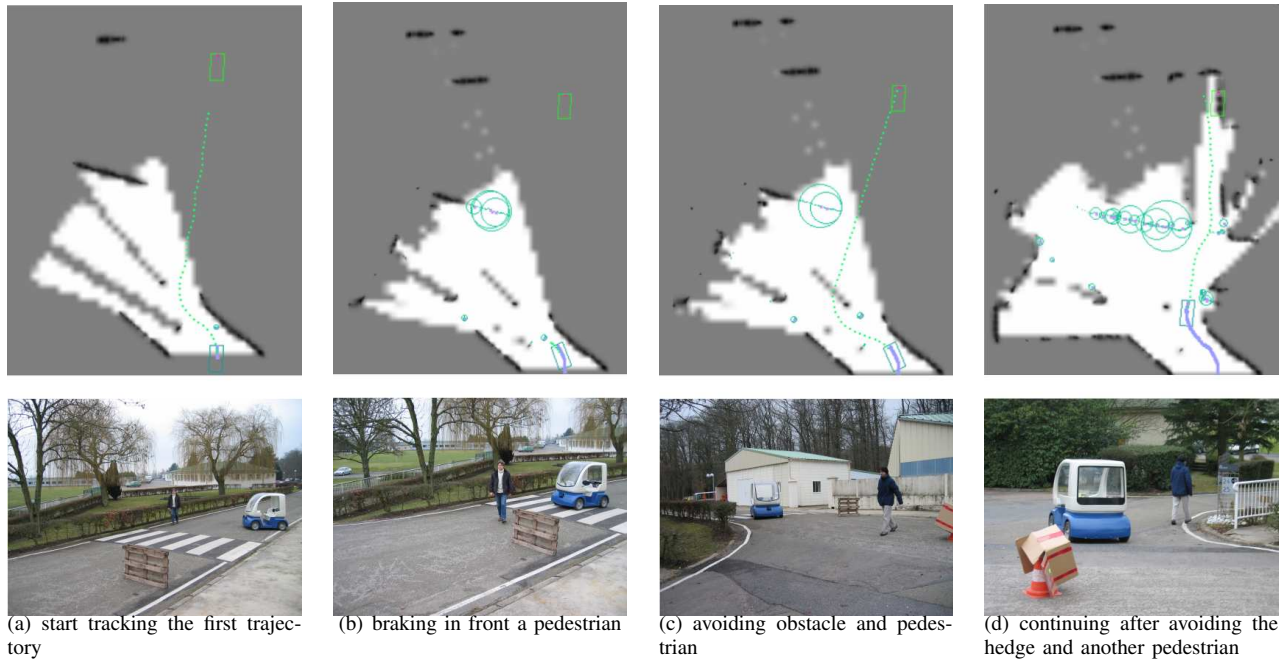 (a) start tracking the first trajec-
tory
(b) braking in front a pedestrian
(c) avoiding obstacle and pedes-
trian
(d) continuing after avoiding the
hedge and another pedestrian